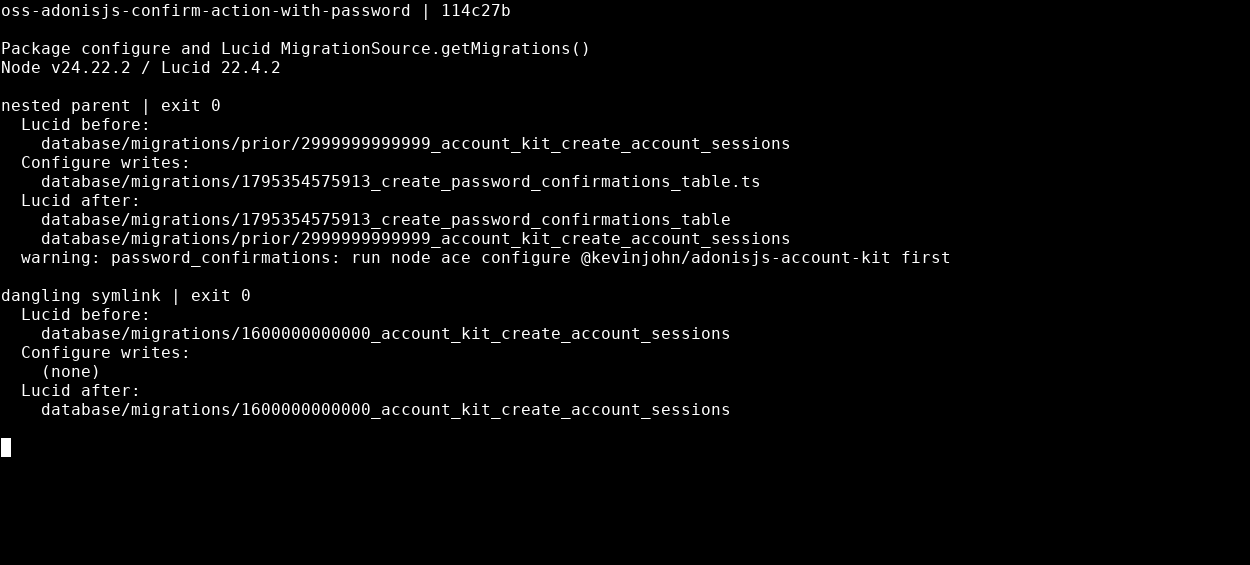 oss-adonisjs-confirm-action-with-password | 114c27b
Package configure and Lucid MigrationSource.getMigrations()
Node v24.22.2 / Lucid 22.4.2
nested parent | exit 0
Lucid before:
database/migrations/prior/2999999999999_account_kit_create_account_sessions
Configure writes:
database/migrations/1795354575913_create_password_confirmations_table.ts
Lucid after:
database/migrations/1795354575913_create_password_confirmations_table
database/migrations/prior/2999999999999_account_kit_create_account_sessions
warning: password_confirmations: run node ace configure @kevinjohn/adonisjs-account-kit first
dangling symlink | exit 0
Lucid before:
database/migrations/1600000000000_account_kit_create_account_sessions
Configure writes:
(none)
Lucid after:
database/migrations/1600000000000_account_kit_create_account_sessions